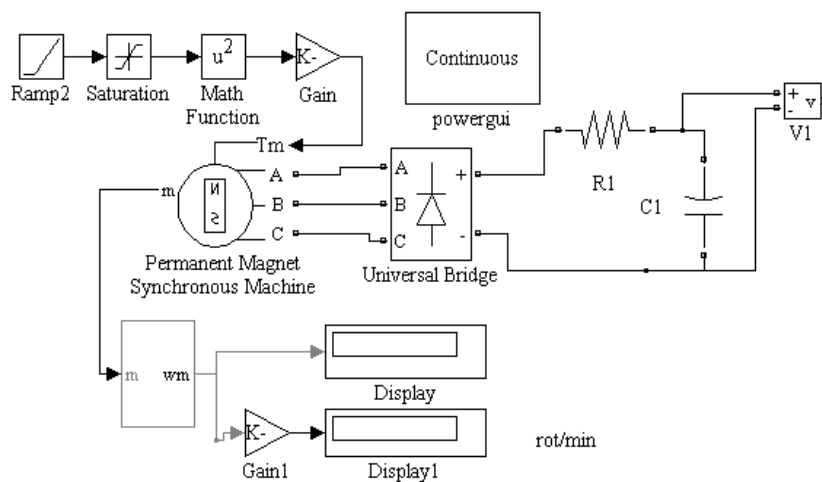 Ramp2
Saturation
u²
Math
Function
K-
Gain
Continuous
powergui
Tm
m
N
S
A
B
C
Permanent Magnet
Synchronous Machine
A
B
C
+
-
Universal Bridge
R1
C1
+
-
v
V1
m
wm
Display
K-
Gain1
Display1
rot/min